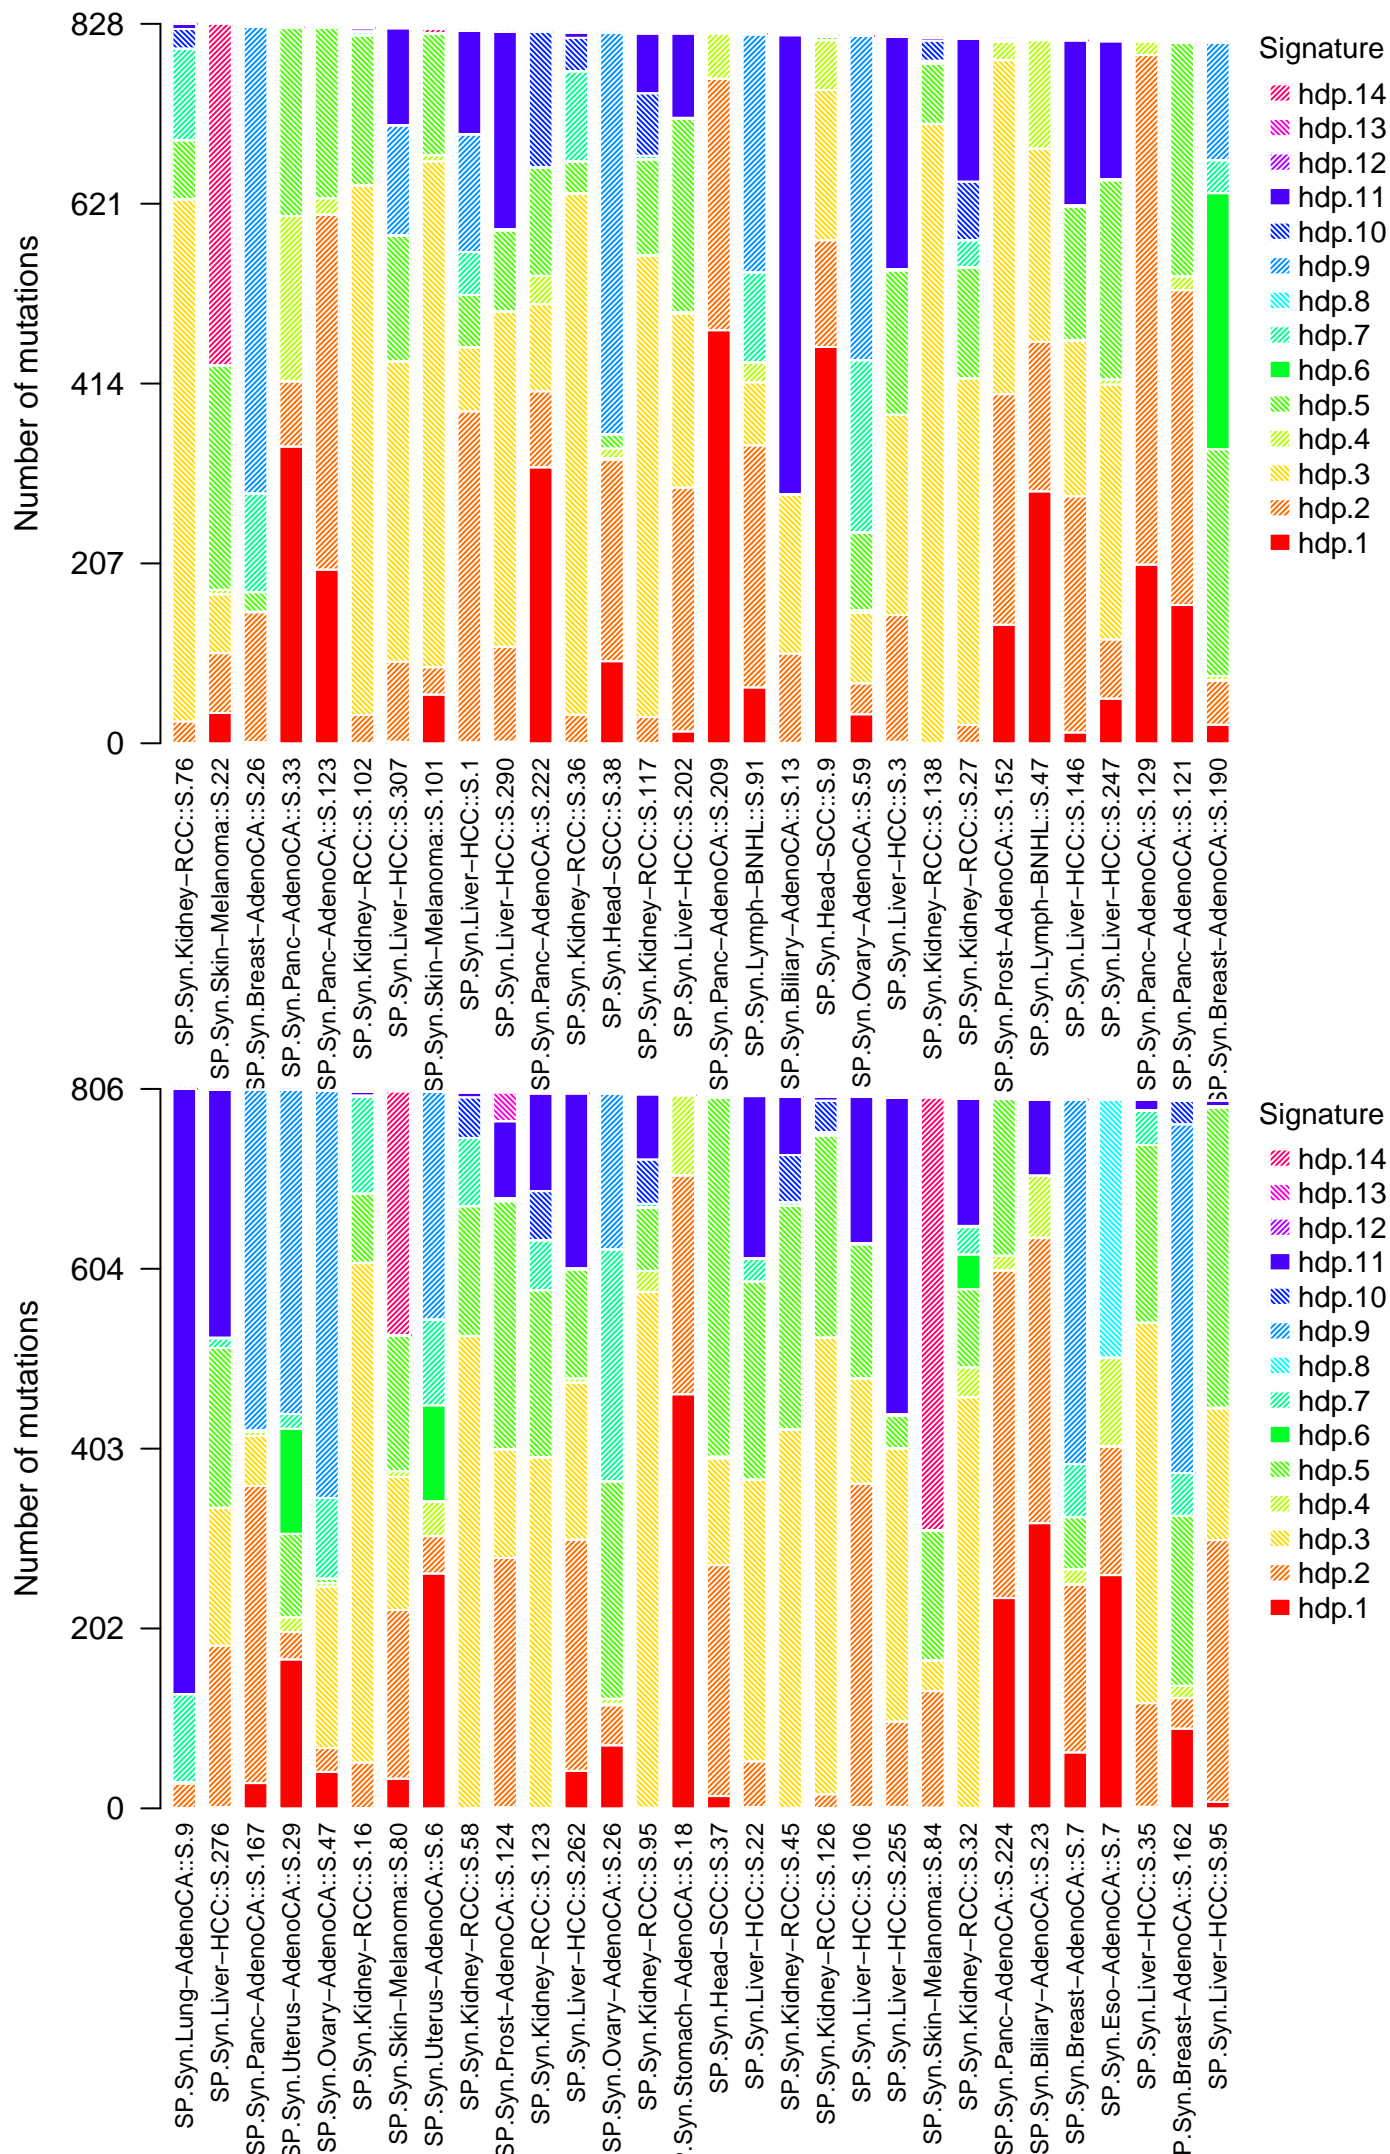 Number of mutations
828
621
414
207
0
Signature
hdp.14
hdp.13
hdp.12
hdp.11
hdp.10
hdp.9
hdp.8
hdp.7
hdp.6
hdp.5
hdp.4
hdp.3
hdp.2
hdp.1
SP.Syn.Kidney−RCC::S.76
SP.Syn.Skin−Melanoma::S.22
SP.Syn.Breast−AdenoCA::S.26
SP.Syn.Panc−AdenoCA::S.33
SP.Syn.Panc−AdenoCA::S.123
SP.Syn.Kidney−RCC::S.102
SP.Syn.Liver−HCC::S.307
SP.Syn.Skin−Melanoma::S.101
SP.Syn.Liver−HCC::S.1
SP.Syn.Liver−HCC::S.290
SP.Syn.Panc−AdenoCA::S.222
SP.Syn.Kidney−RCC::S.36
SP.Syn.Head−SCC::S.38
SP.Syn.Kidney−RCC::S.117
SP.Syn.Liver−HCC::S.202
SP.Syn.Panc−AdenoCA::S.209
SP.Syn.Lymph−BNHL::S.91
SP.Syn.Biliary−AdenoCA::S.13
SP.Syn.Head−SCC::S.9
SP.Syn.Ovary−AdenoCA::S.59
SP.Syn.Liver−HCC::S.3
SP.Syn.Kidney−RCC::S.138
SP.Syn.Kidney−RCC::S.27
SP.Syn.Prost−AdenoCA::S.152
SP.Syn.Lymph−BNHL::S.47
SP.Syn.Liver−HCC::S.146
SP.Syn.Liver−HCC::S.247
SP.Syn.Panc−AdenoCA::S.129
SP.Syn.Panc−AdenoCA::S.121
SP.Syn.Breast−AdenoCA::S.190
Number of mutations
806
604
403
202
0
Signature
hdp.14
hdp.13
hdp.12
hdp.11
hdp.10
hdp.9
hdp.8
hdp.7
hdp.6
hdp.5
hdp.4
hdp.3
hdp.2
hdp.1
SP.Syn.Lung−AdenoCA::S.9
SP.Syn.Liver−HCC::S.276
SP.Syn.Panc−AdenoCA::S.167
SP.Syn.Uterus−AdenoCA::S.29
SP.Syn.Ovary−AdenoCA::S.47
SP.Syn.Kidney−RCC::S.16
SP.Syn.Skin−Melanoma::S.80
SP.Syn.Uterus−AdenoCA::S.6
SP.Syn.Kidney−RCC::S.58
SP.Syn.Prost−AdenoCA::S.124
SP.Syn.Kidney−RCC::S.123
SP.Syn.Liver−HCC::S.262
SP.Syn.Ovary−AdenoCA::S.26
SP.Syn.Kidney−RCC::S.95
P.Syn.Stomach−AdenoCA::S.18
SP.Syn.Head−SCC::S.37
SP.Syn.Liver−HCC::S.22
SP.Syn.Kidney−RCC::S.45
SP.Syn.Kidney−RCC::S.126
SP.Syn.Liver−HCC::S.106
SP.Syn.Liver−HCC::S.255
SP.Syn.Skin−Melanoma::S.84
SP.Syn.Kidney−RCC::S.32
SP.Syn.Panc−AdenoCA::S.224
SP.Syn.Biliary−AdenoCA::S.23
SP.Syn.Breast−AdenoCA::S.7
SP.Syn.Eso−AdenoCA::S.7
SP.Syn.Liver−HCC::S.35
SP.Syn.Breast−AdenoCA::S.162
SP.Syn.Liver−HCC::S.95